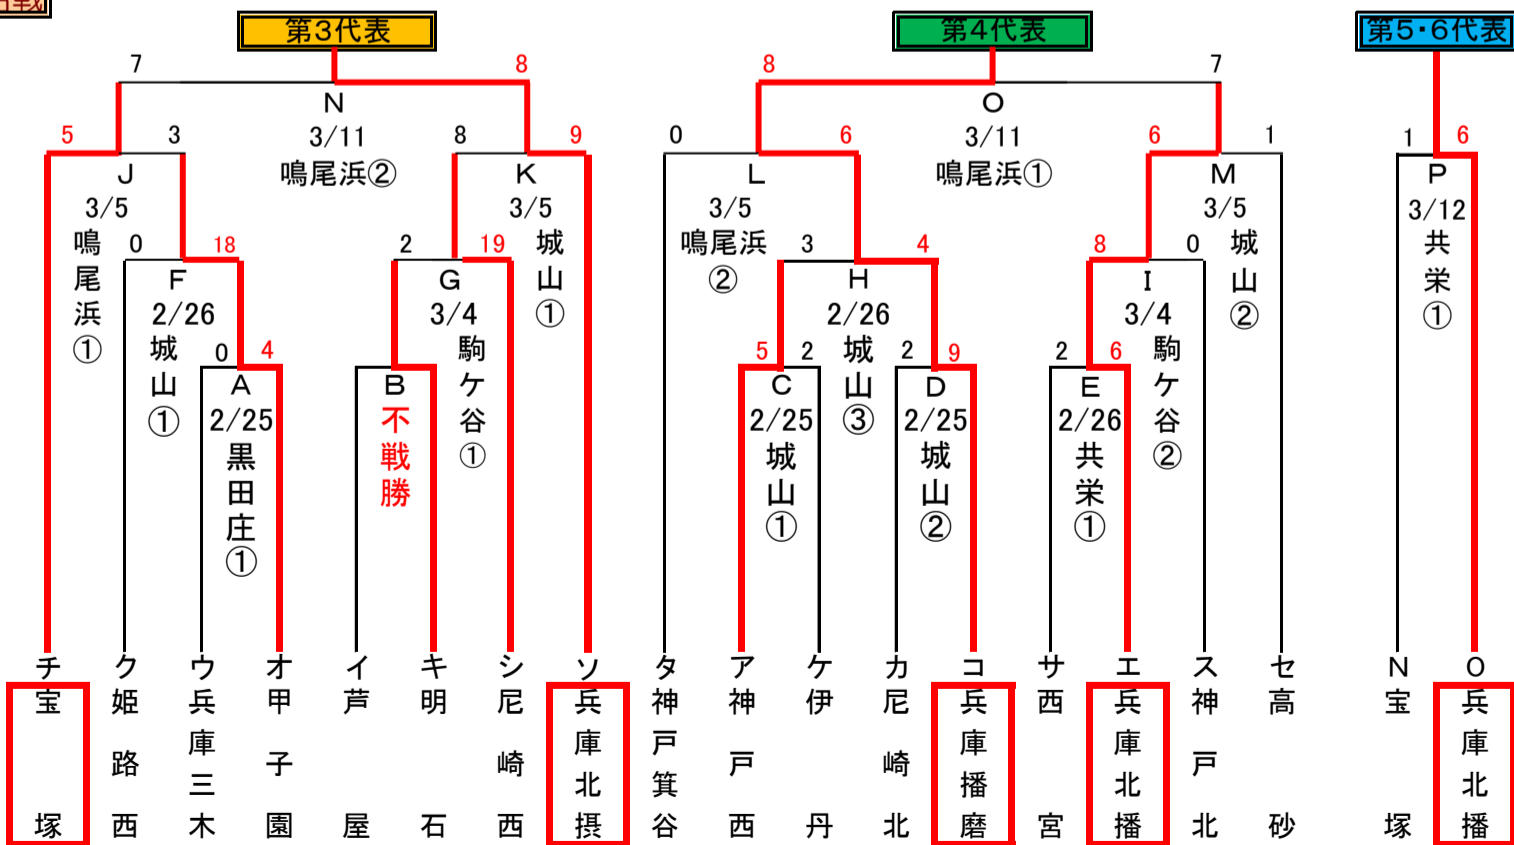 第3代表
第4代表
第5・6代表
7
8
8
7
N
3/11
鳴尾浜②
O
3/11
鳴尾浜①
5
3
8
9
0
6
6
1
1
6
J
3/5
鳴尾浜①
K
3/5
城山①
L
3/5
鳴尾浜
②
M
3/5
城山②
P
3/12
共栄①
0
18
2
19
3
4
8
0
F
2/26
城山①
G
3/4
駒ケ谷①
H
2/26
城山③
I
3/4
駒ケ谷②
0
4
5
2
2
9
2
6
A
2/25
黒田庄①
B
不戦勝
C
2/25
城山①
D
2/25
城山②
E
2/26
共栄①
チ 宝塚
ク 姫路西
ウ 兵庫三木
オ 甲子園
イ 芦屋
キ 明石
シ 尼崎西
ソ 兵庫北摂
タ 神戸箕谷
ア 神戸西
ケ 伊丹
カ 尼崎北
コ 兵庫播磨
サ 西宮
エ 兵庫北播
ス 神戸北
セ 高砂
N 宝塚
O 兵庫北播